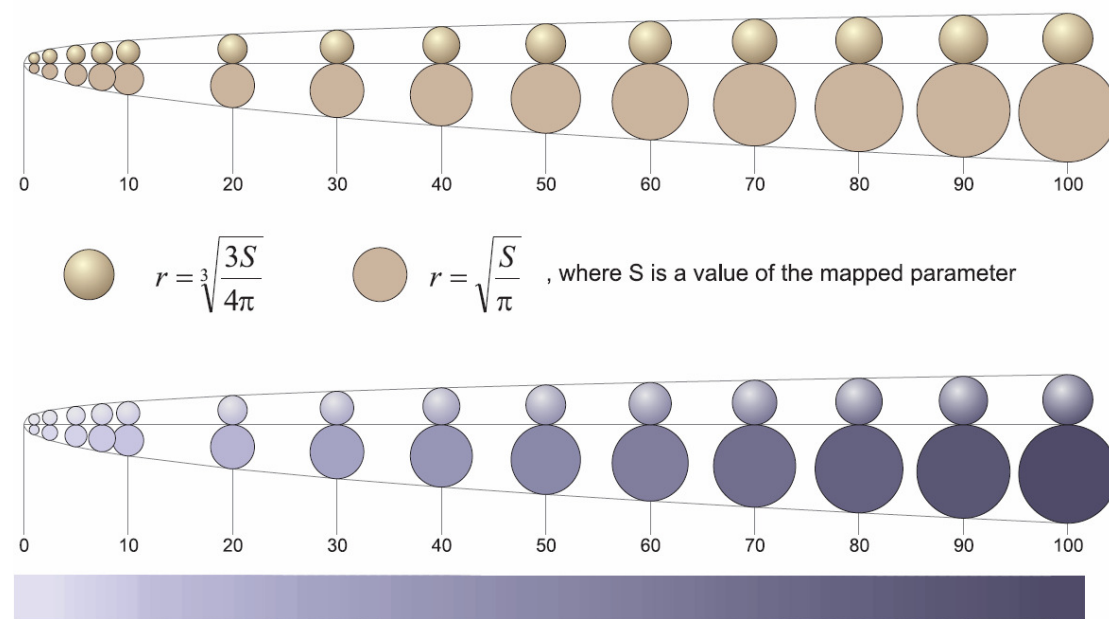 0 10 20 30 40 50 60 70 80 90 100
r = ∛(3S/4π) r = √(S/π) , where S is a value of the mapped parameter
0 10 20 30 40 50 60 70 80 90 100